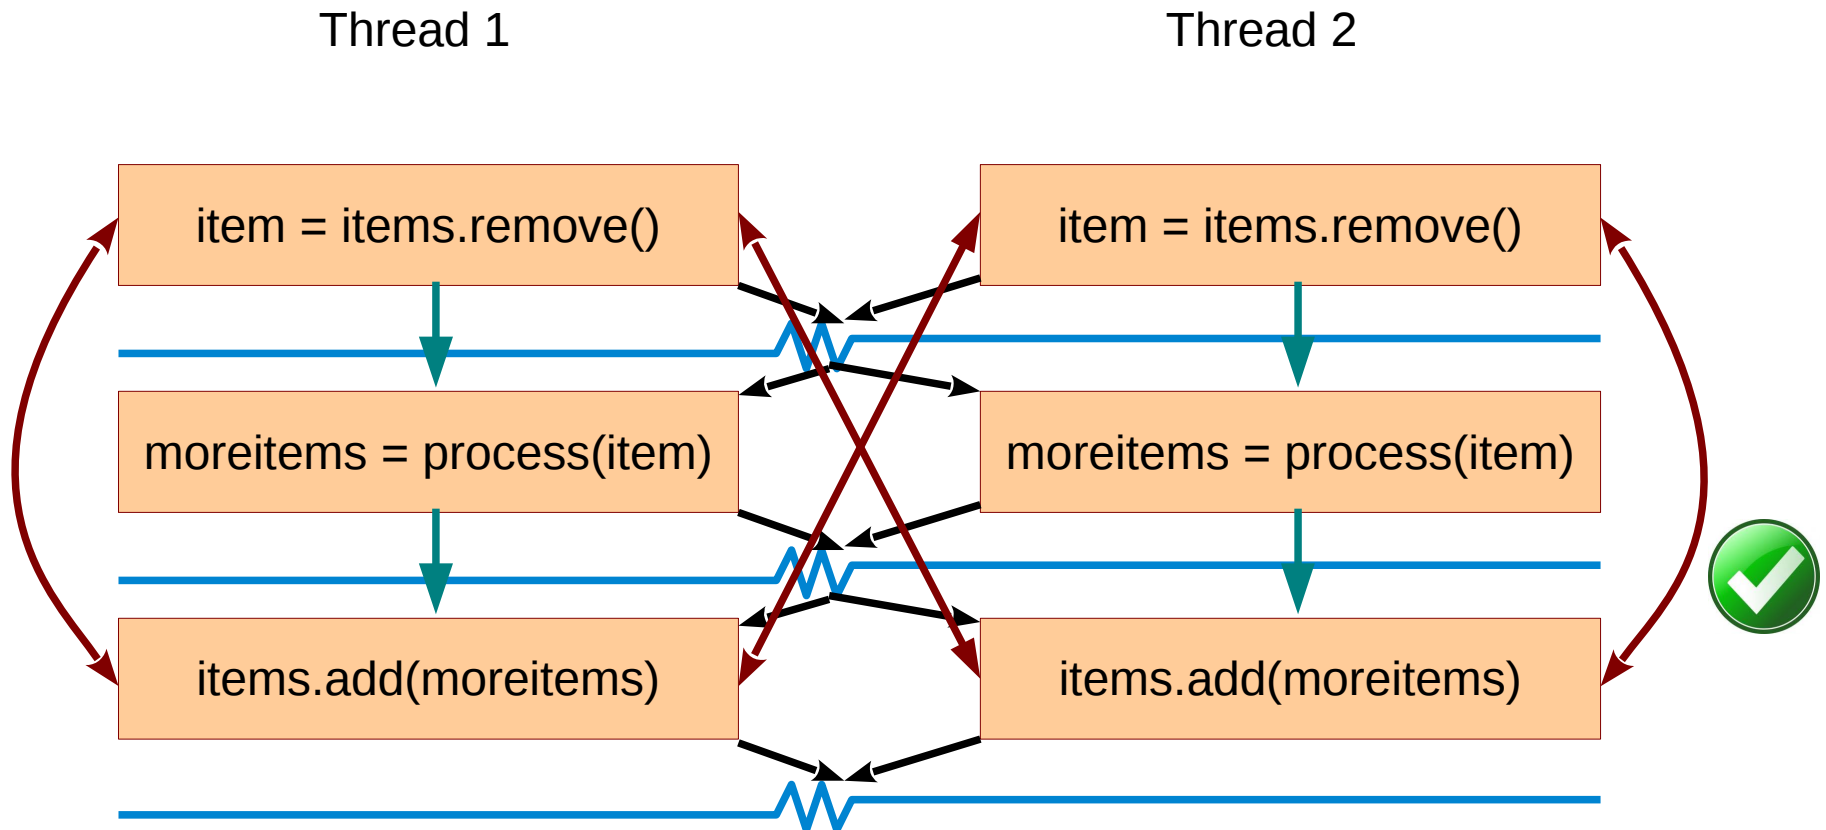 Thread 1
Thread 2
item = items.remove()
item = items.remove()
moreitems = process(item)
moreitems = process(item)
items.add(moreitems)
items.add(moreitems)